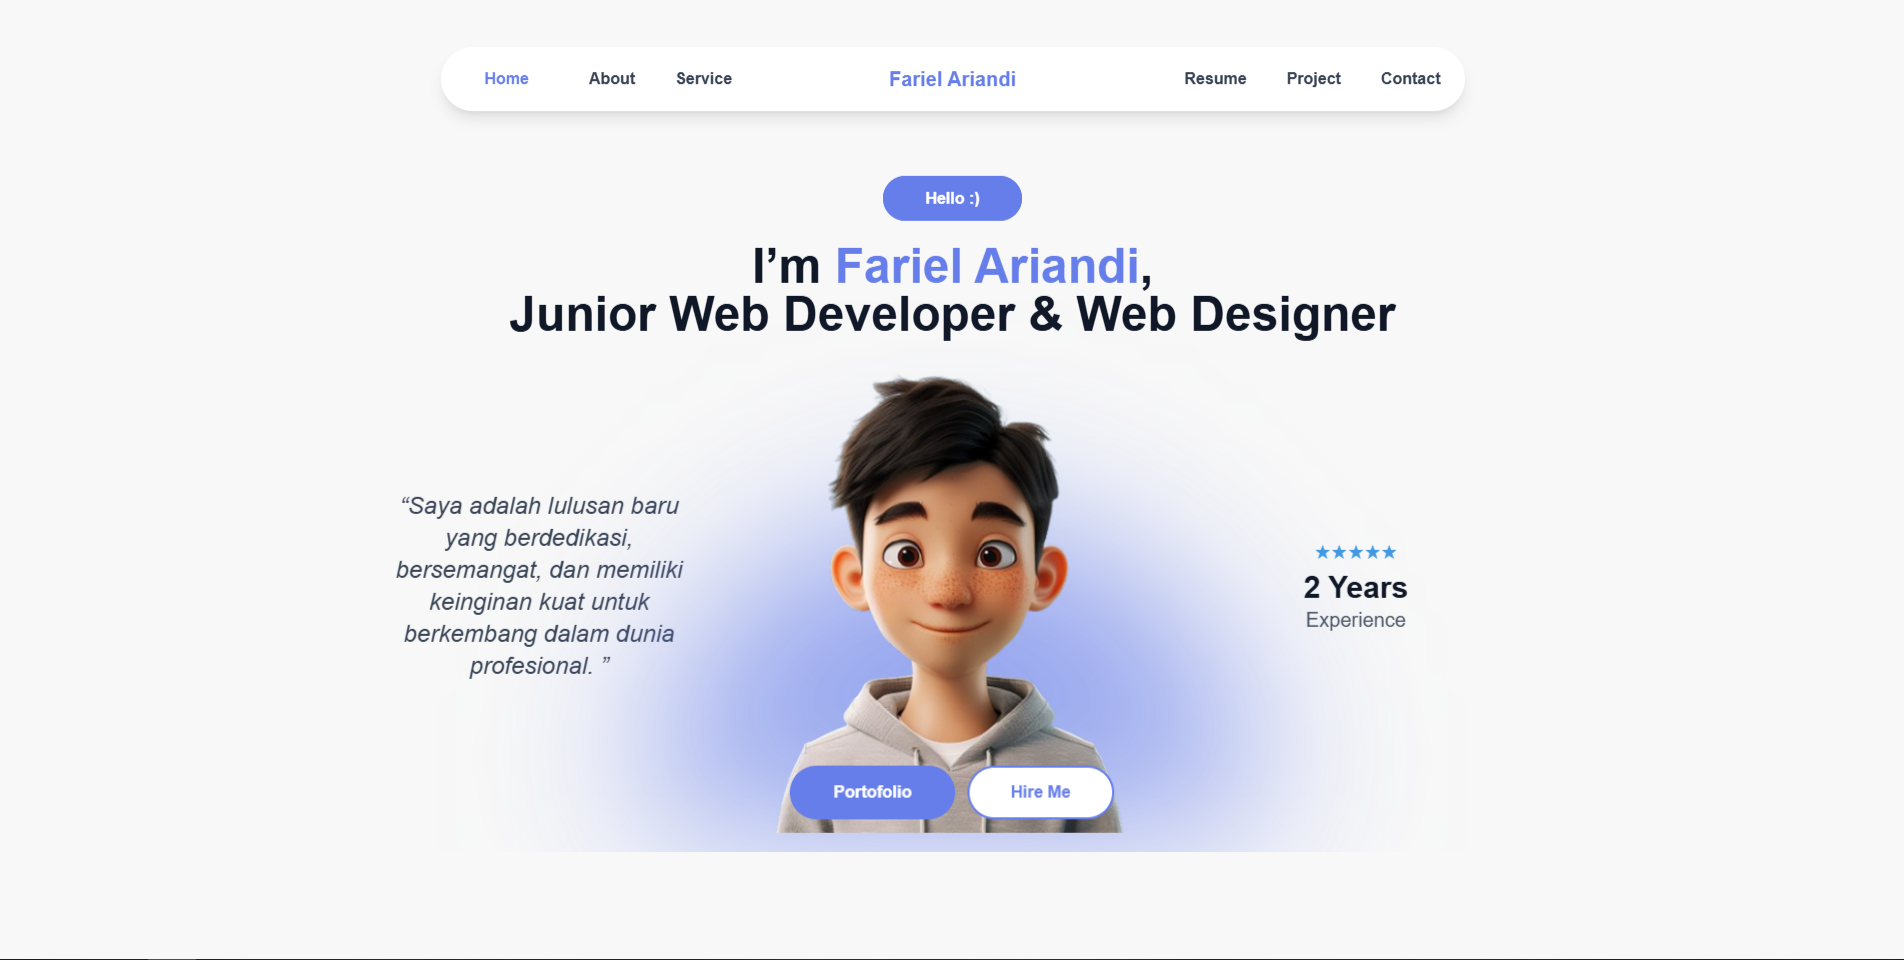 Home About Service Fariel Ariandi Resume Project Contact
Hello :)
I’m Fariel Ariandi,
Junior Web Developer & Web Designer
“Saya adalah lulusan baru
yang berdedikasi,
bersemangat, dan memiliki
keinginan kuat untuk
berkembang dalam dunia
profesional. ”
★★★★★
2 Years
Experience
Portofolio
Hire Me